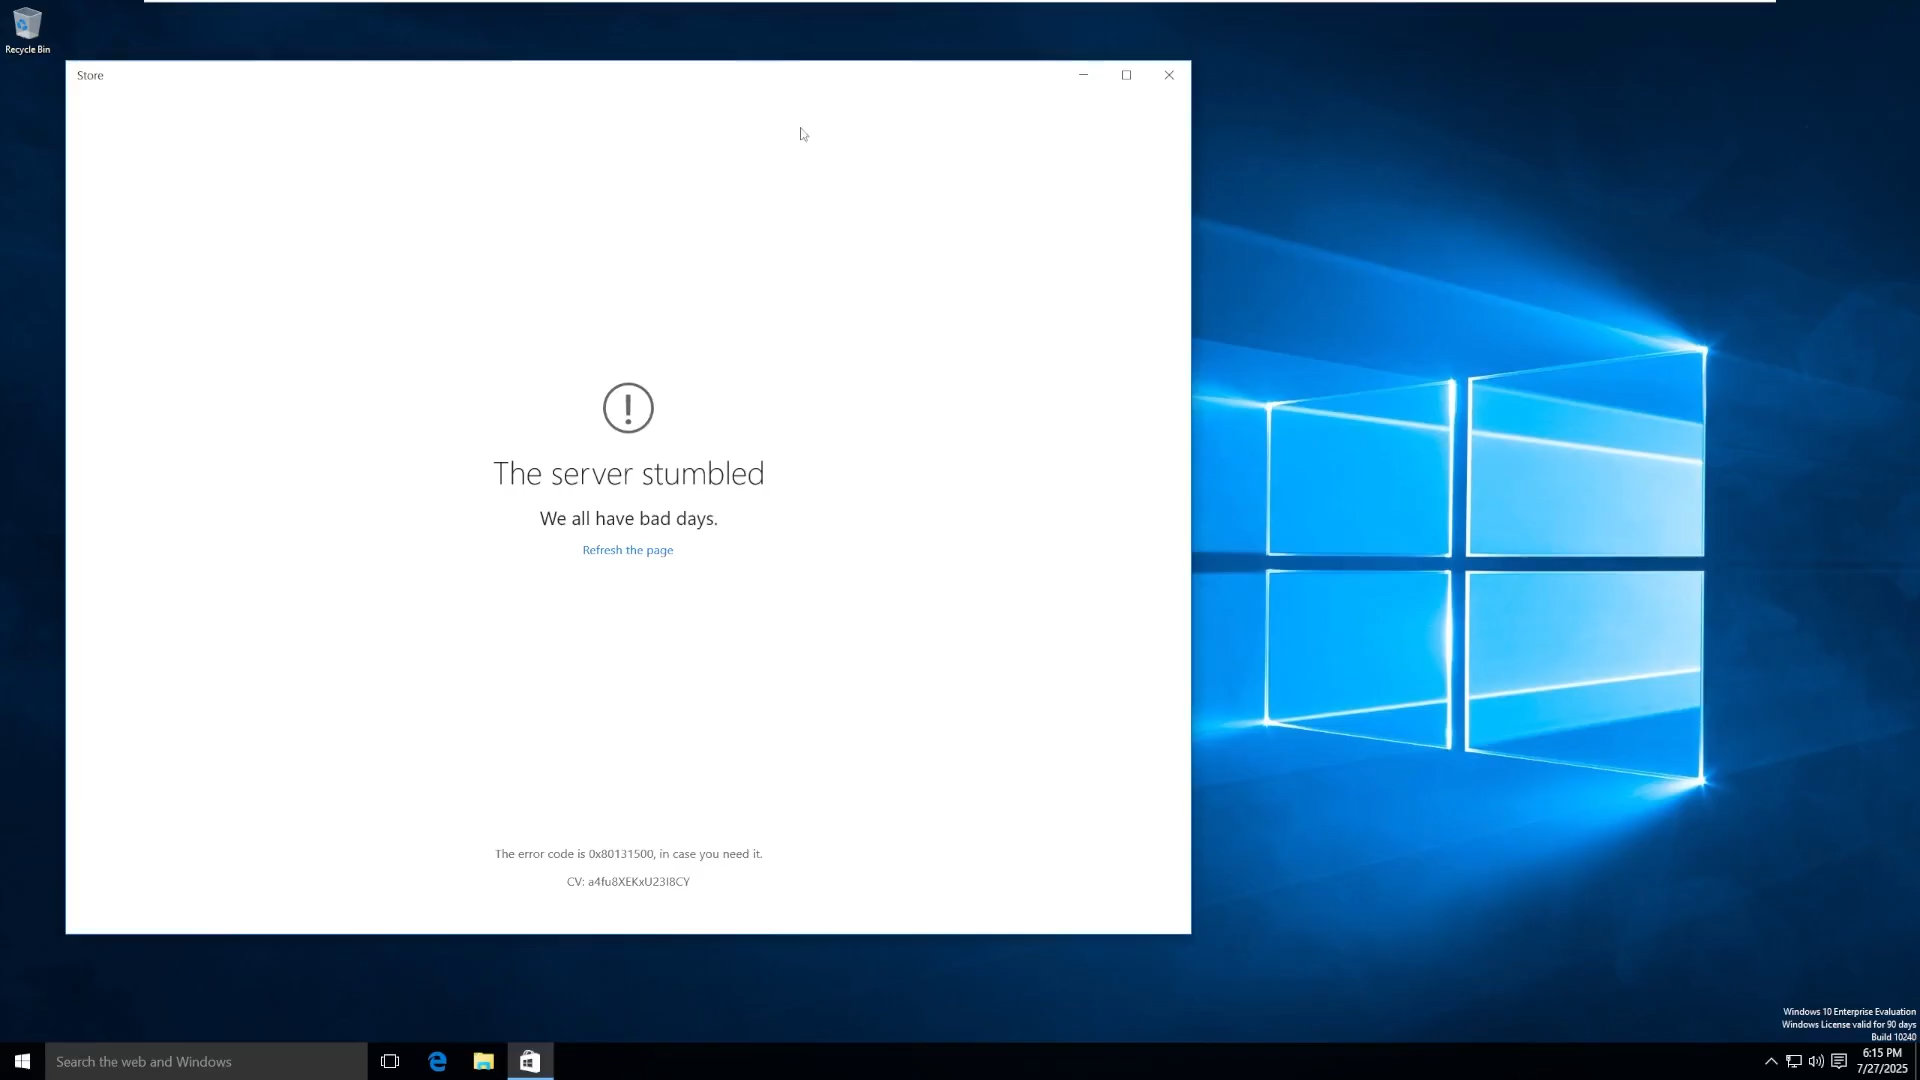 Recycle Bin
Store
The server stumbled
We all have bad days.
Refresh the page
The error code is 0x80131500, in case you need it.
CV: a4fu8XEKxU23I8CY
Windows 10 Enterprise Evaluation
Windows License valid for 90 days
Build 10240
Search the web and Windows
6:15 PM
7/27/2025